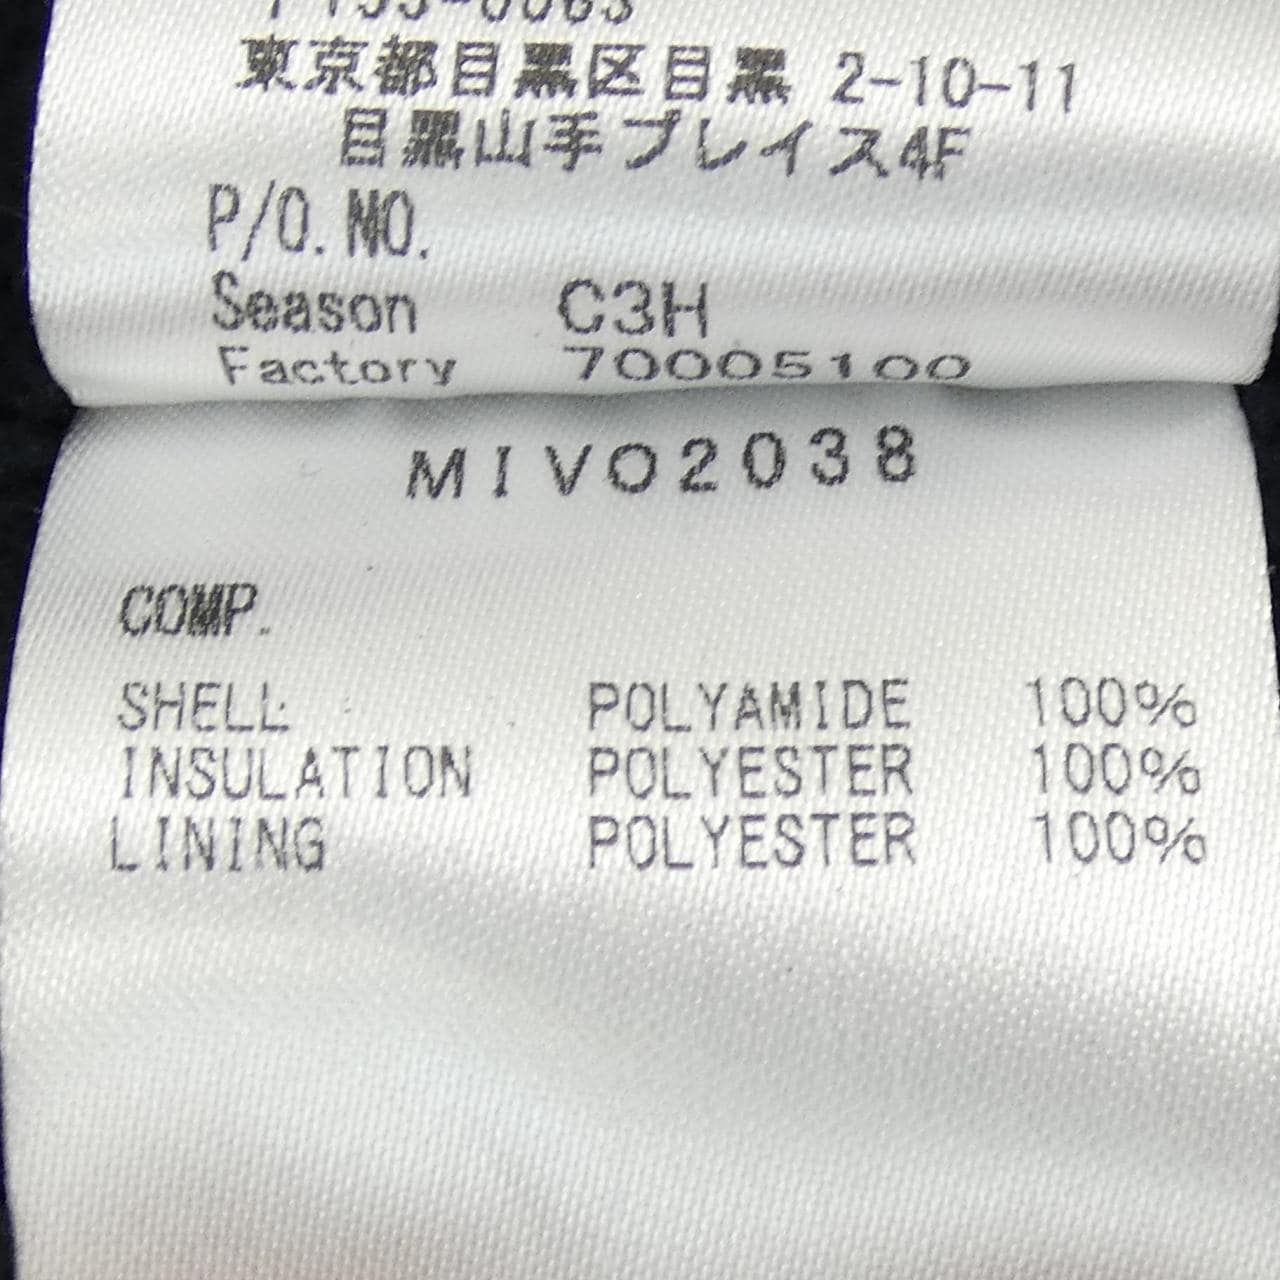 東京都目黒区目黒 2-10-11
目黒山手プレイス4F
P/O. NO.
Season C3H
Factory 70005100
MIVO2038
COMP.
SHELL POLYAMIDE 100%
INSULATION POLYESTER 100%
LINING POLYESTER 100%